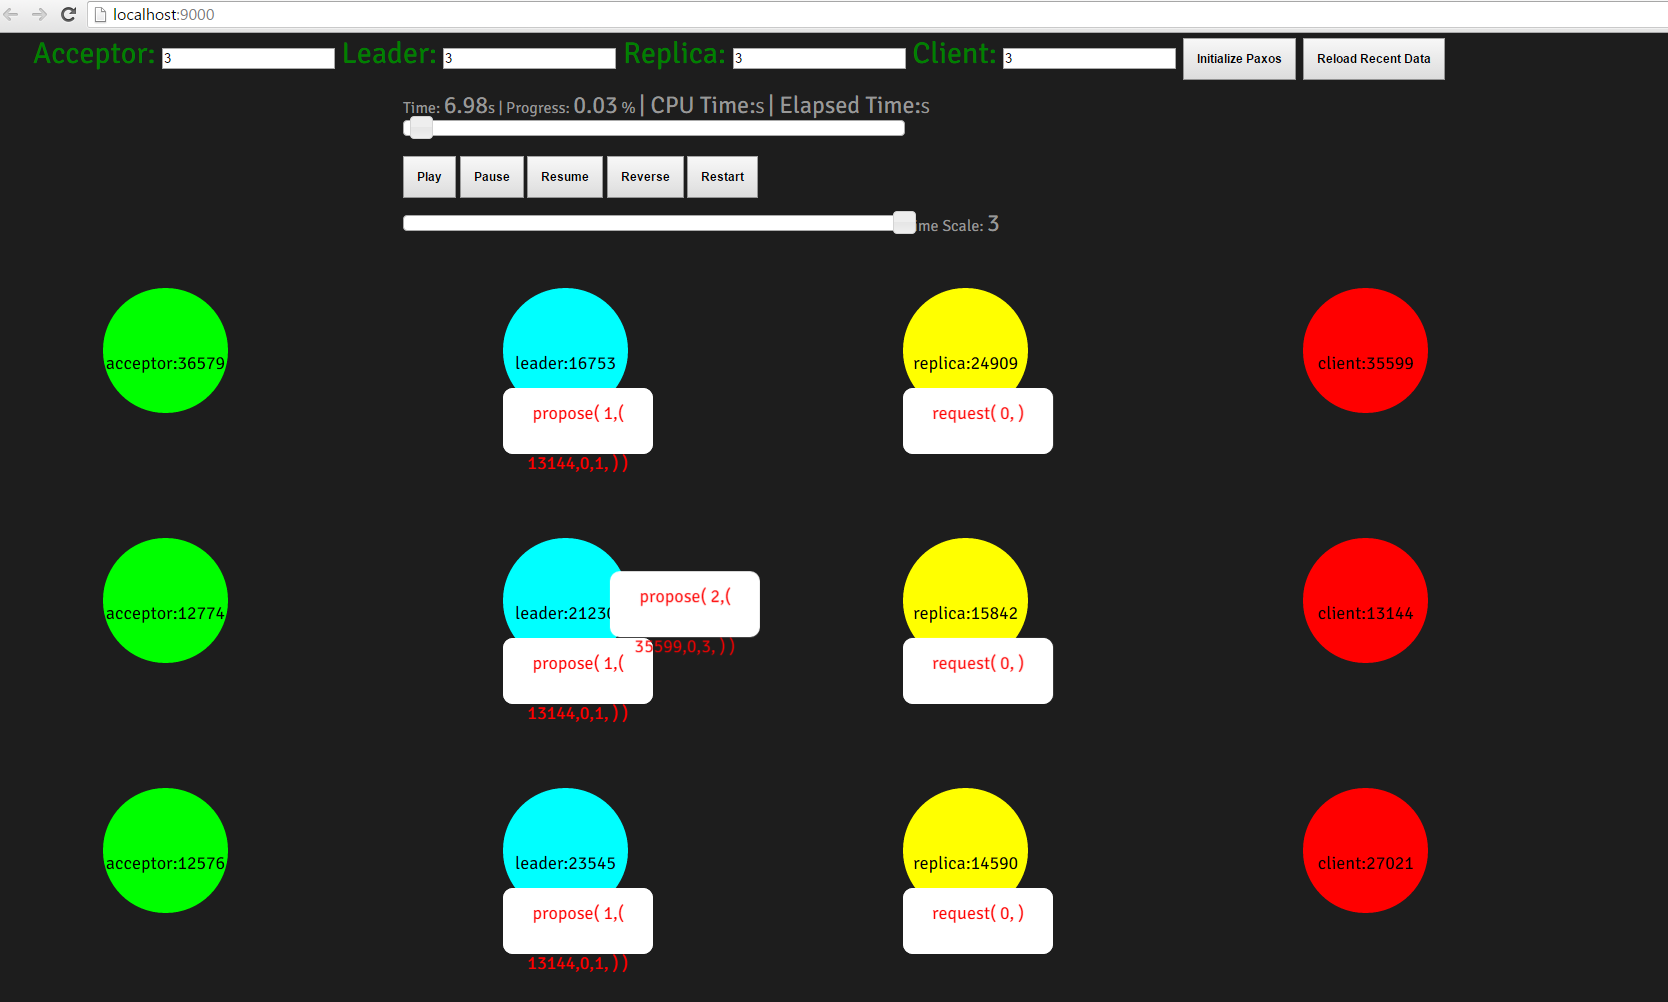 localhost:9000
Acceptor: 3 Leader: 3 Replica: 3 Client: 3 Initialize Paxos Reload Recent Data
Time: 6.98s | Progress: 0.03 % | CPU Time:s | Elapsed Time:s
Play Pause Resume Reverse Restart
me Scale: 3
acceptor:36579 leader:16753 replica:24909 client:35599
propose( 1,( request( 0, )
13144,0,1, ) )
propose( 2,(
acceptor:12774 leader:2123 replica:15842 client:13144
35599,0,3, ) )
propose( 1,( request( 0, )
13144,0,1, ) )
acceptor:12576 leader:23545 replica:14590 client:27021
propose( 1,( request( 0, )
13144,0,1, ) )